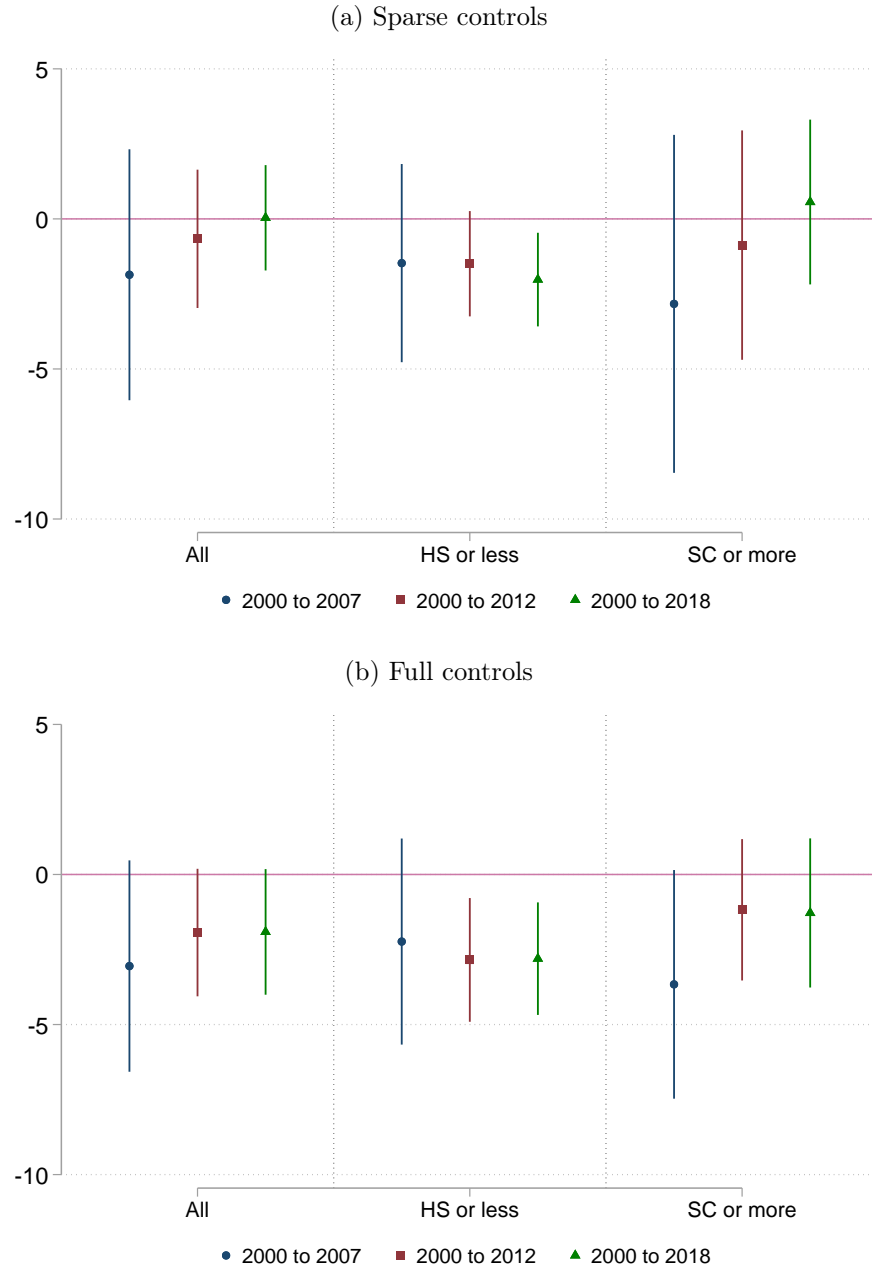 (a) Sparse controls
5
0
-5
-10
All HS or less SC or more
2000 to 2007 2000 to 2012 2000 to 2018
(b) Full controls
5
0
-5
-10
All HS or less SC or more
2000 to 2007 2000 to 2012 2000 to 2018